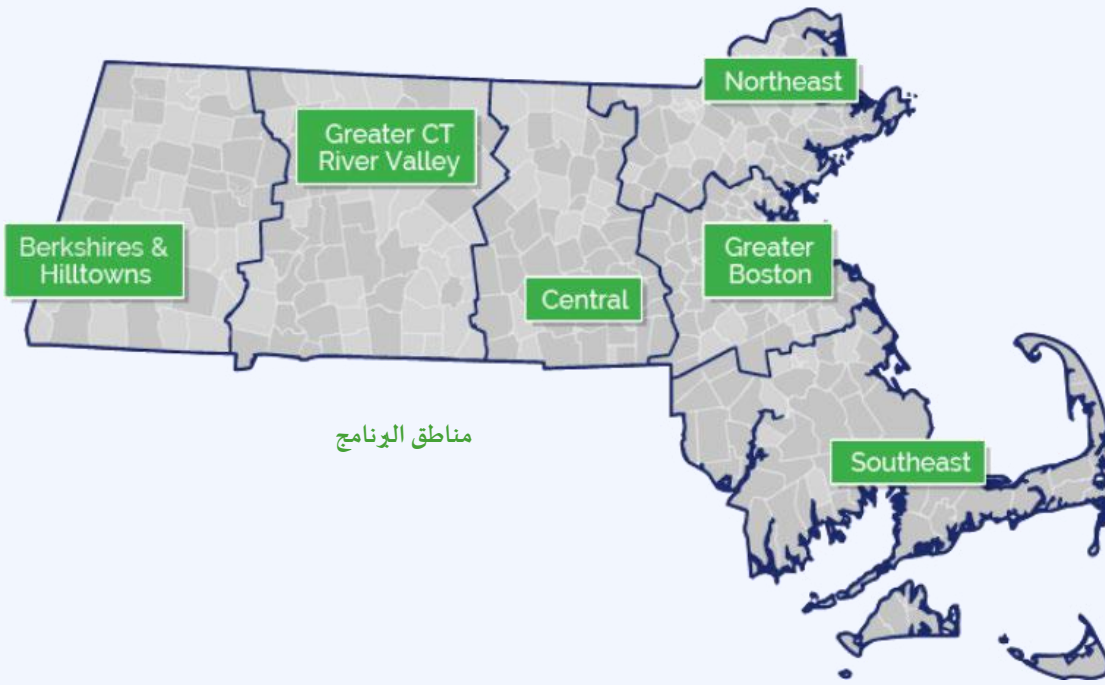 Northeast
Greater CT
River Valley
Berkshires &
Hilltowns
Greater
Boston
Central
مناطق البرنامج
Southeast